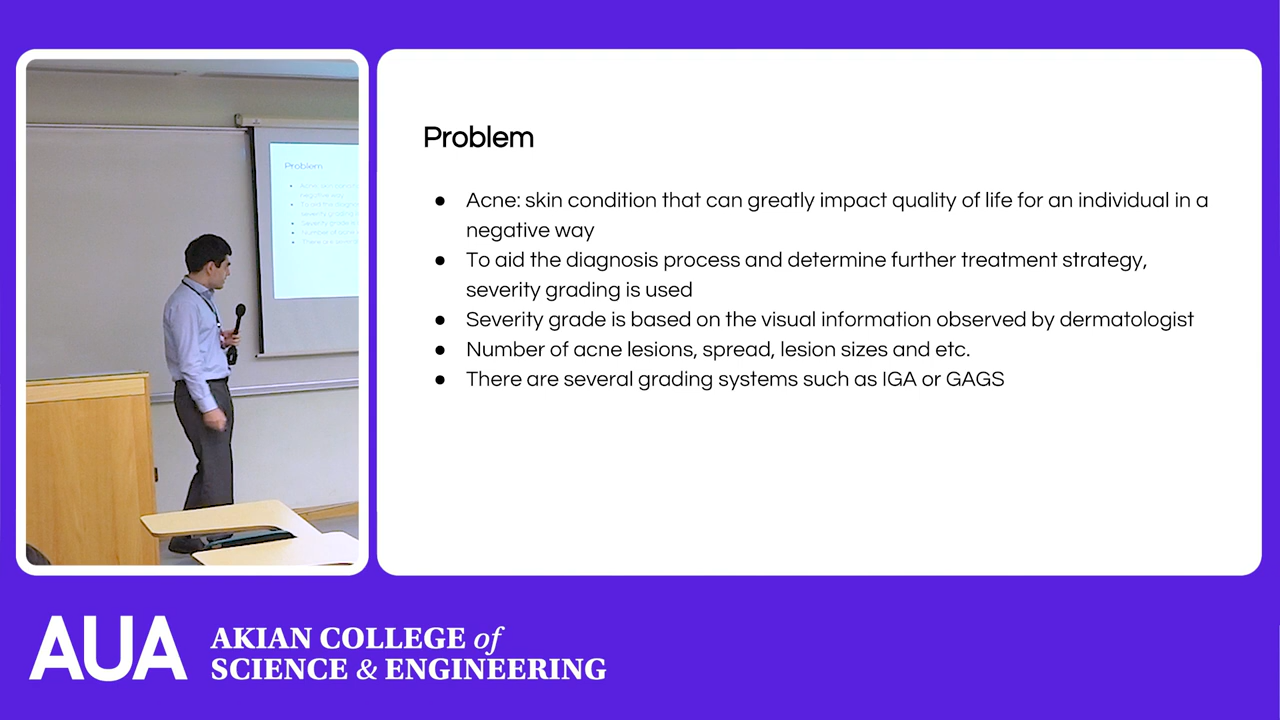 Problem
● Acne: skin condition that can greatly impact quality of life for an individual in a
negative way
● To aid the diagnosis process and determine further treatment strategy,
severity grading is used
● Severity grade is based on the visual information observed by dermatologist
● Number of acne lesions, spread, lesion sizes and etc.
● There are several grading systems such as IGA or GAGS
Problem
AUA
AKIAN COLLEGE of
SCIENCE & ENGINEERING